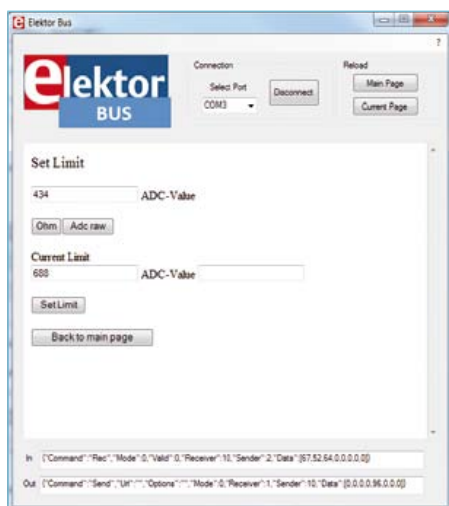 Elektor Bus
?
elektor
BUS
Connection
Select Port
COM3
Disconnect
Reload
Main Page
Current Page
Set Limit
434 ADC-Value
Ohm Adc raw
Current Limit
688 ADC-Value
Set Limit
Back to main page
In {"Command":"Rec","Mode":0,"Valid":0,"Receiver":10,"Sender":2,"Data":[67,52,64,0,0,0,0,0]}
Out {"Command":"Send","Url":"","Options":"","Mode":0,"Receiver":1,"Sender":10,"Data":[0,0,0,0,96,0,0,0]}